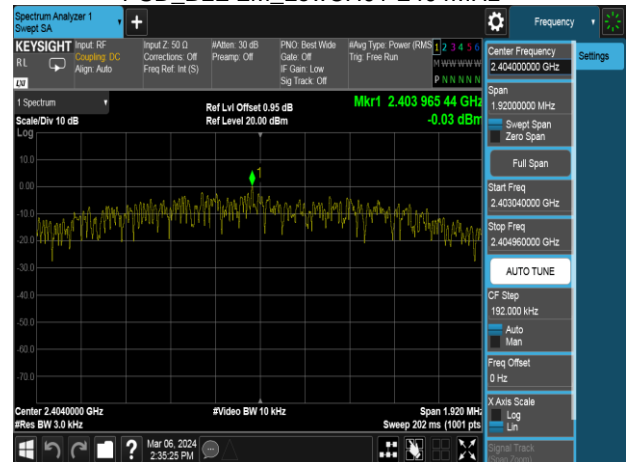 Spectrum Analyzer 1
Swept SA
Frequency
KEYSIGHT
RL
Input: RF
Coupling: DC
Align: Auto
Input Z: 50 Ω
Corrections: Off
Freq Ref: Int (S)
#Atten: 30 dB
Preamp: Off
PNO: Best Wide
Gate: Off
IF Gain: Low
Sig Track: Off
#Avg Type: Power (RMS
Trig: Free Run
1 2 3 4 5 6
M W W W W W
P N N N N N
1 Spectrum
Scale/Div 10 dB
Log
Ref Lvl Offset 0.95 dB
Ref Level 20.00 dBm
Mkr1 2.403 965 44 GHz
-0.03 dBm
1
10.0
0.00
-10.0
-20.0
-30.0
-40.0
-50.0
-60.0
-70.0
Center 2.4040000 GHz
#Res BW 3.0 kHz
#Video BW 10 kHz
Span 1.920 MHz
Sweep 202 ms (1001 pts
Mar 06, 2024
2:35:25 PM
Center Frequency
2.404000000 GHz
Settings
Span
1.92000000 MHz
Swept Span
Zero Span
Full Span
Start Freq
2.403040000 GHz
Stop Freq
2.404960000 GHz
AUTO TUNE
CF Step
192.000 kHz
Auto
Man
Freq Offset
0 Hz
X Axis Scale
Log
Lin
Signal Track
(Span Zoom)